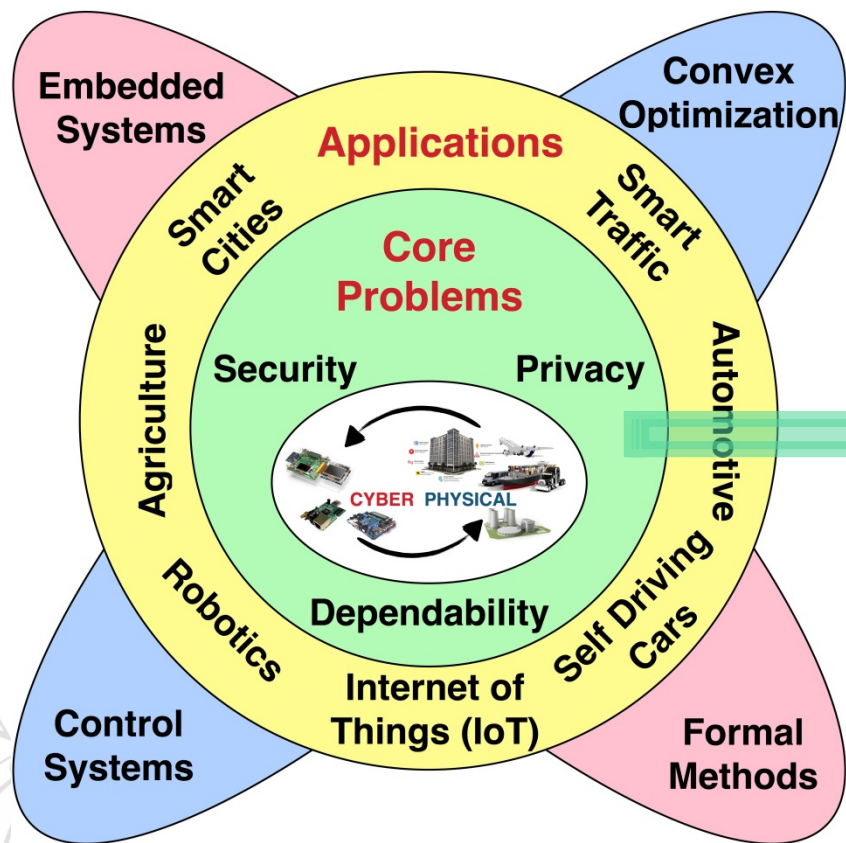 Embedded
Systems
Convex
Optimization
Applications
Smart
Cities
Smart
Traffic
Core
Problems
Security
Privacy
Agriculture
Automotive
CYBER PHYSICAL
Dependability
Robotics
Self Driving
Cars
Internet of
Things (IoT)
Control
Systems
Formal
Methods